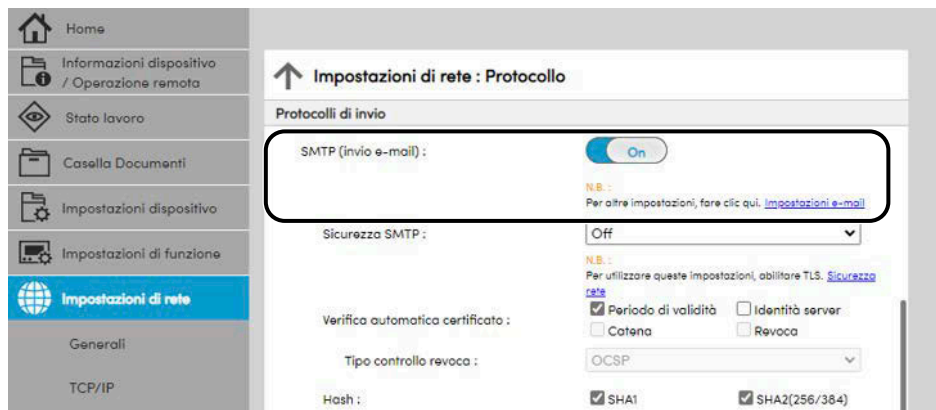 Home
Informazioni dispositivo
/ Operazione remota
Stato lavoro
Casella Documenti
Impostazioni dispositivo
Impostazioni di funzione
Impostazioni di rete
Generali
TCP/IP
Impostazioni di rete : Protocollo
Protocolli di invio
SMTP (invio e-mail) :
On
N.B. :
Per altre impostazioni, fare clic qui. Impostazioni e-mail
Sicurezza SMTP :
Off
N.B. :
Per utilizzare queste impostazioni, abilitare TLS. Sicurezza
rete
Verifica automatica certificato :
Periodo di validità
Identità server
Catena
Revoca
Tipo controllo revoca :
OCSP
Hash :
SHA1
SHA2(256/384)